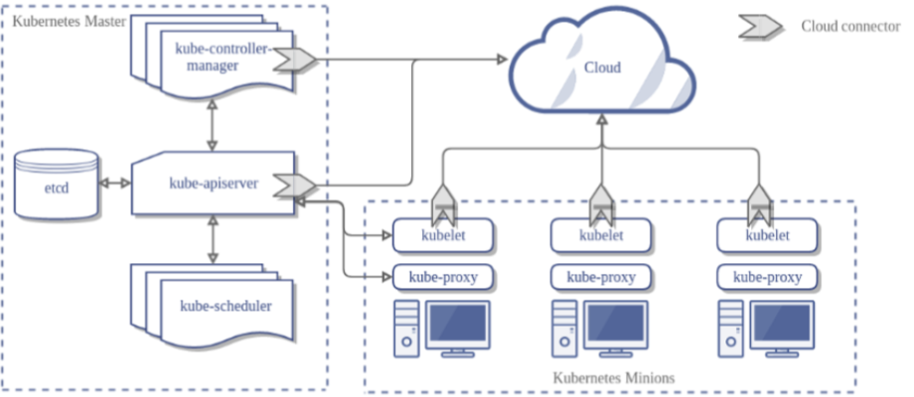 Kubernetes Master
kube-controller-
manager
Cloud
Cloud connector
etcd
kube-apiserver
kube-scheduler
kubelet
kubelet
kubelet
kube-proxy
kube-proxy
kube-proxy
Kubernetes Minions